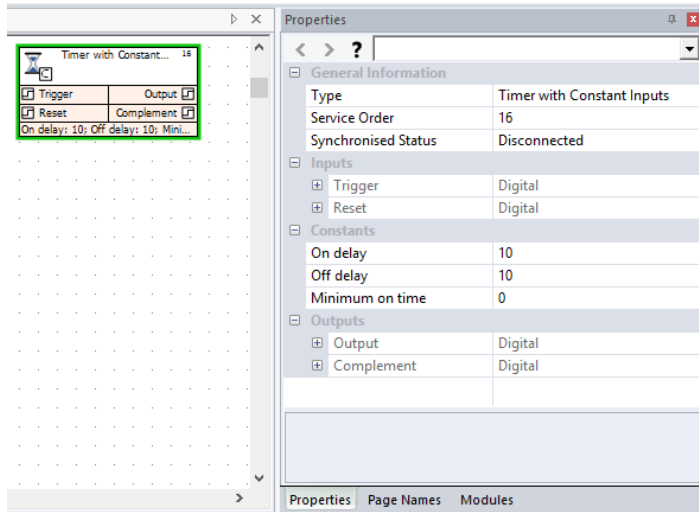 Timer with Constant... 16
C
Trigger Output
Reset Complement
On delay: 10; Off delay: 10; Mini...
Properties
?
General Information
Type Timer with Constant Inputs
Service Order 16
Synchronised Status Disconnected
Inputs
Trigger Digital
Reset Digital
Constants
On delay 10
Off delay 10
Minimum on time 0
Outputs
Output Digital
Complement Digital
Properties Page Names Modules